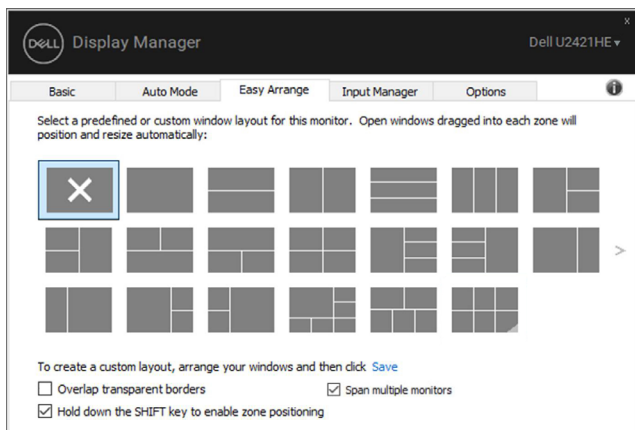 DELL Display Manager
x
Dell U2421HE
Basic Auto Mode Easy Arrange Input Manager Options
Select a predefined or custom window layout for this monitor. Open windows dragged into each zone will
position and resize automatically:
To create a custom layout, arrange your windows and then click Save
Overlap transparent borders Span multiple monitors
Hold down the SHIFT key to enable zone positioning